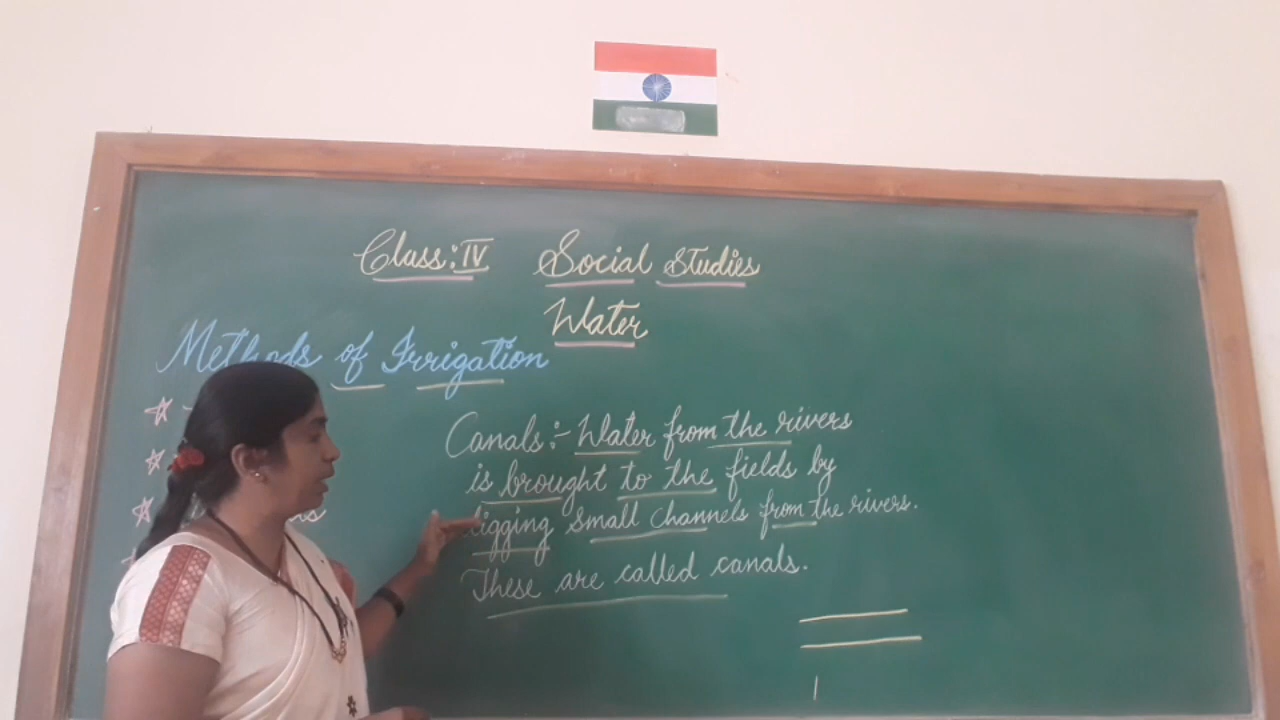 Class: IV Social Studies
Water
Methods of Irrigation
Canals :- Water from the rivers
is brought to the fields by
digging small channels from the rivers.
These are called canals.